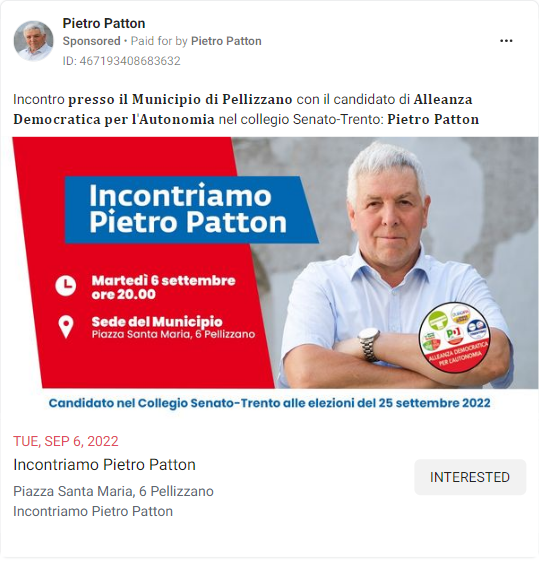 Pietro Patton
Sponsored • Paid for by Pietro Patton
ID: 467193408683632
Incontro presso il Municipio di Pellizzano con il candidato di Alleanza
Democratica per l'Autonomia nel collegio Senato-Trento: Pietro Patton
Incontriamo
Pietro Patton
Martedì 6 settembre
ore 20.00
Sede del Municipio
Piazza Santa Maria, 6 Pellizzano
PD
ALLEANZA DEMOCRATICA
PER L'AUTONOMIA
Candidato nel Collegio Senato-Trento alle elezioni del 25 settembre 2022
TUE, SEP 6, 2022
Incontriamo Pietro Patton
INTERESTED
Piazza Santa Maria, 6 Pellizzano
Incontriamo Pietro Patton